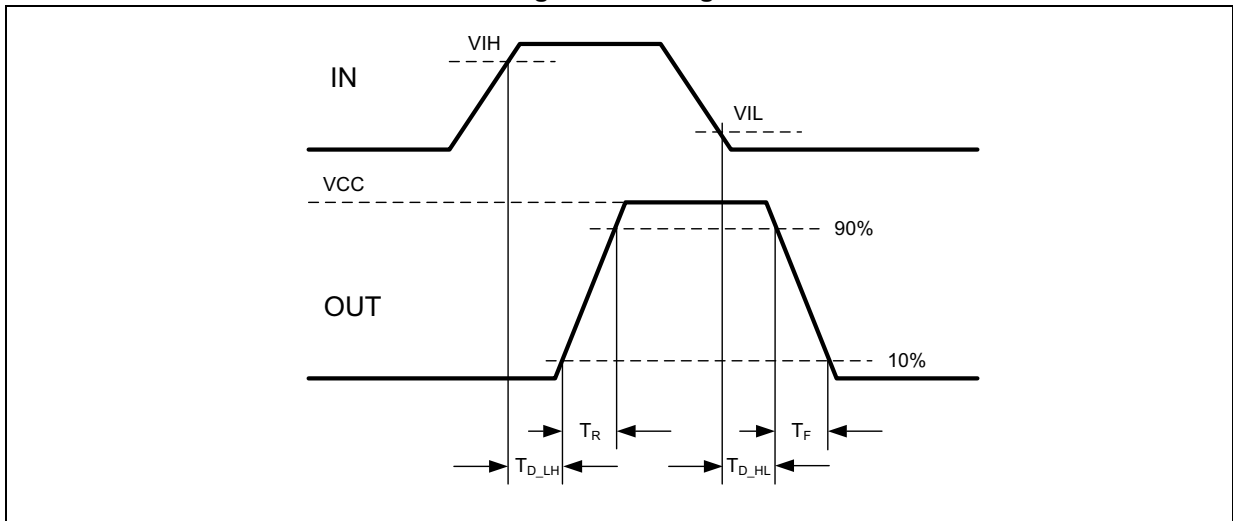 VIH
IN
VIL
VCC
90%
OUT
10%
TR
TF
TD_LH
TD_HL